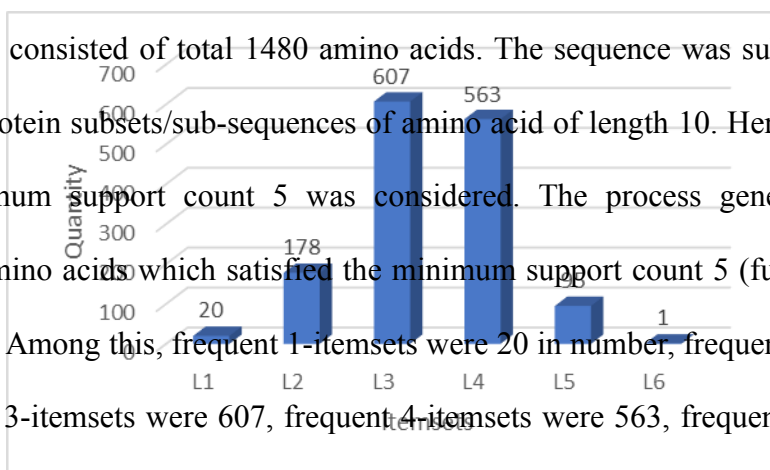 consisted of total 1480 amino acids. The sequence was su
otein subsets/sub-sequences of amino acid of length 10. Her
num support count 5 was considered. The process gene
mino acids which satisfied the minimum support count 5 (fu
Among this, frequent 1-itemsets were 20 in number, frequen
3-itemsets were 607, frequent 4-itemsets were 563, frequen
700
600
500
400
300
200
100
0
Quantity
20
178
607
563
1
L1
L2
L3
L4
L5
L6
Itemsets